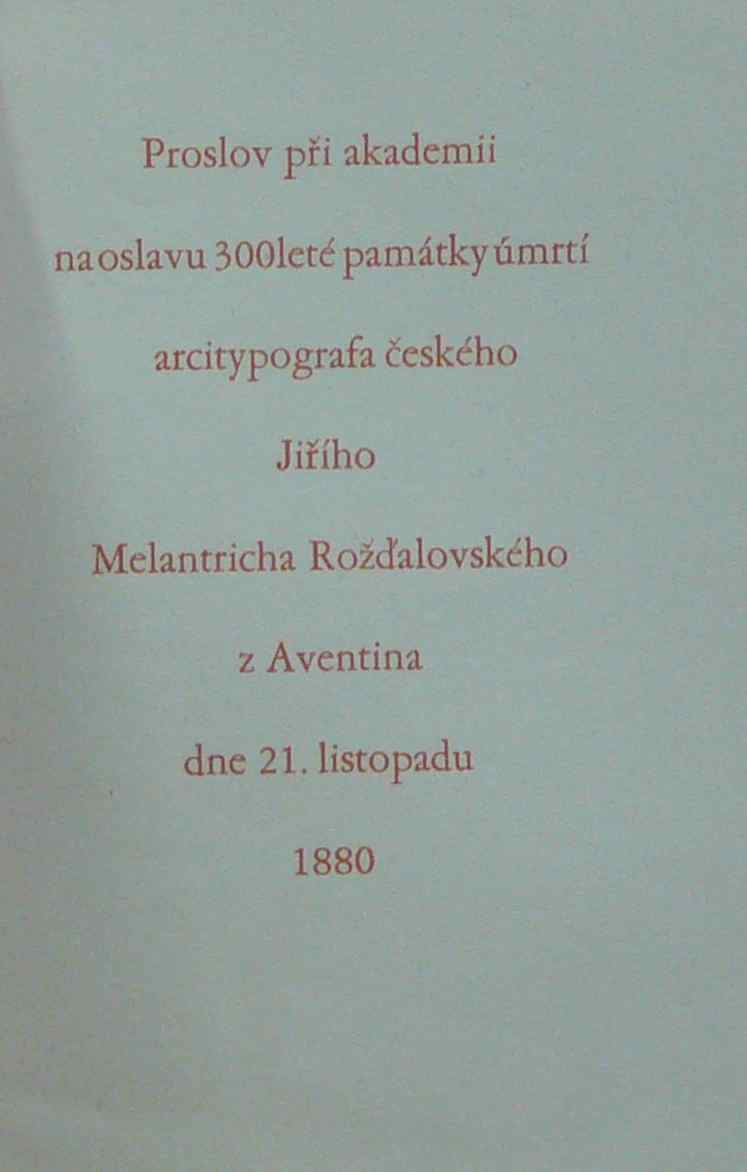 Proslov při akademii
na oslavu 300leté památky úmrtí
arcitypografa českého
Jiřího
Melantricha Rožďalovského
z Aventina
dne 21. listopadu
1880